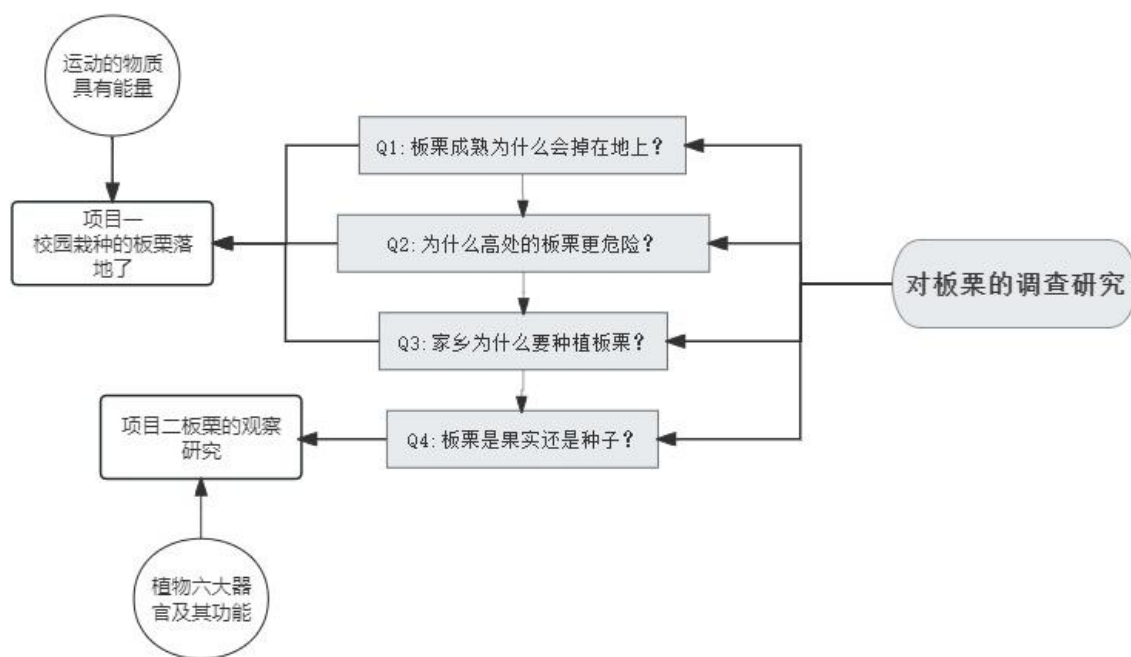 运动的物质
具有能量
Q1:板栗成熟为什么会掉在地上?
项目一
校园栽种的板栗落
地了
Q2:为什么高处的板栗更危险?
对板栗的调查研究
Q3:家乡为什么要种植板栗?
项目二板栗的观察
研究
Q4:板栗是果实还是种子?
植物六大器
官及其功能